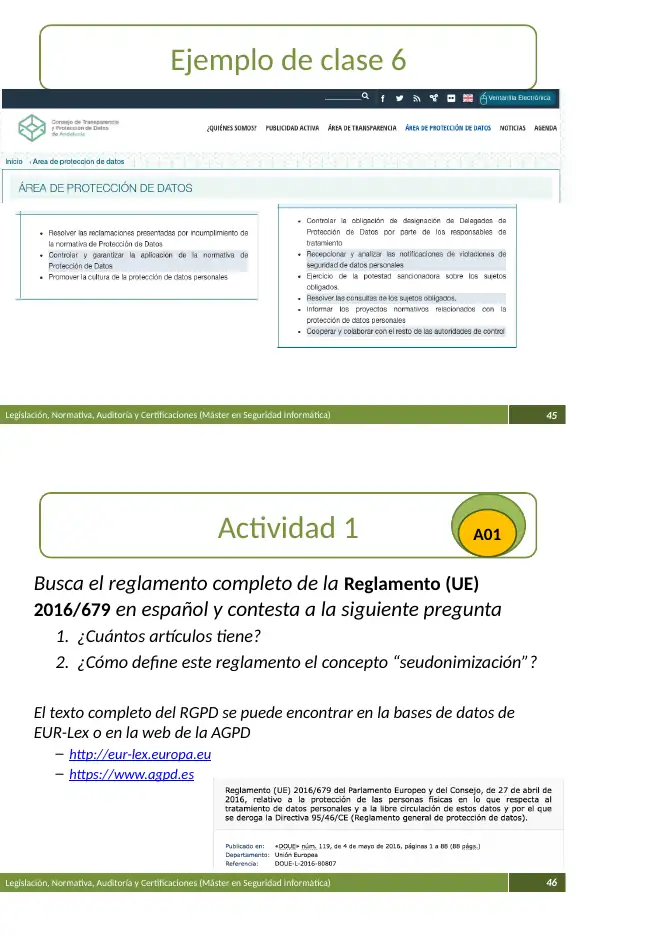 Ejemplo de clase 6
Ventanilla Electrónica
Consejo de Transparencia
y Protección de Datos
de Andalucía
¿QUIÉNES SOMOS? PUBLICIDAD ACTIVA ÁREA DE TRANSPARENCIA ÁREA DE PROTECCIÓN DE DATOS NOTICIAS AGENDA
Inicio › Area de proteccion de datos
ÁREA DE PROTECCIÓN DE DATOS
• Resolver las reclamaciones presentadas por incumplimiento de
la normativa de Protección de Datos
• Controlar y garantizar la aplicación de la normativa de
Protección de Datos
• Promover la cultura de la protección de datos personales
• Controlar la obligación de designación de Delegados de
Protección de Datos por parte de los responsables de
tratamiento
• Recepcionar y analizar las notificaciones de violaciones de
seguridad de datos personales
• Ejercicio de la potestad sancionadora sobre los sujetos
obligados.
• Resolver las consultas de los sujetos obligados.
• Informar los proyectos normativos relacionados con la
protección de datos personales
• Cooperar y colaborar con el resto de las autoridades de control
Legislación, Normativa, Auditoría y Certificaciones (Máster en Seguridad Informática) 45
Actividad 1
A01
Busca el reglamento completo de la Reglamento (UE)
2016/679 en español y contesta a la siguiente pregunta
1. ¿Cuántos artículos tiene?
2. ¿Cómo define este reglamento el concepto “seudonimización”?
El texto completo del RGPD se puede encontrar en la bases de datos de
EUR-Lex o en la web de la AGPD
– http://eur-lex.europa.eu
– https://www.agpd.es
Reglamento (UE) 2016/679 del Parlamento Europeo y del Consejo, de 27 de abril de
2016, relativo a la protección de las personas físicas en lo que respecta al
tratamiento de datos personales y a la libre circulación de estos datos y por el que
se deroga la Directiva 95/46/CE (Reglamento general de protección de datos).
Publicado en: «DOUE» núm. 119, de 4 de mayo de 2016, páginas 1 a 88 (88 págs.)
Departamento: Unión Europea
Referencia: DOUE-L-2016-80807
Legislación, Normativa, Auditoría y Certificaciones (Máster en Seguridad Informática) 46